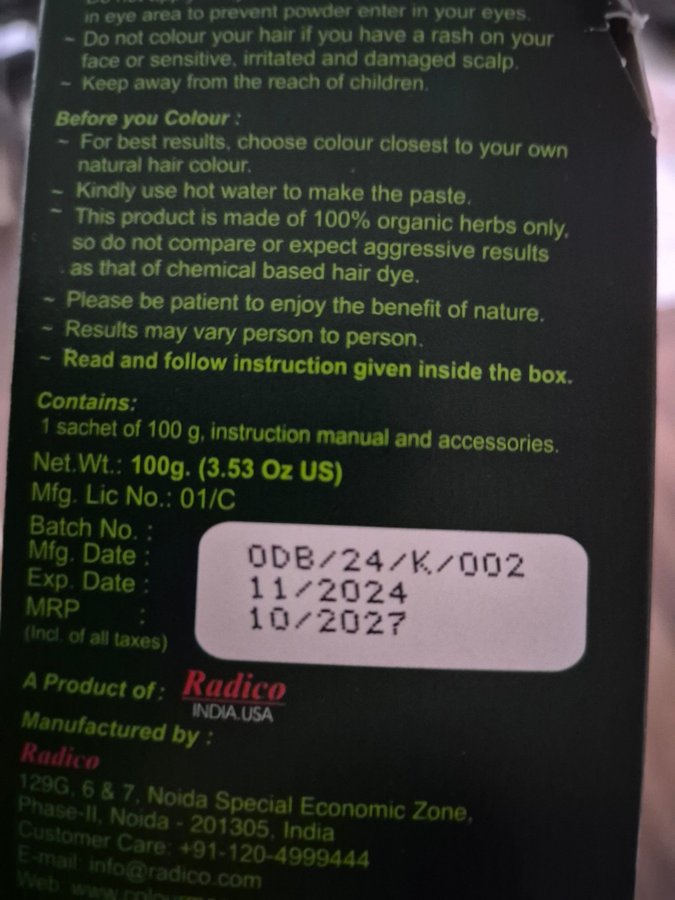 in eye area to prevent powder enter in your eyes.
~ Do not colour your hair if you have a rash on your
face or sensitive, irritated and damaged scalp.
~ Keep away from the reach of children.
Before you Colour :
~ For best results, choose colour closest to your own
natural hair colour.
~ Kindly use hot water to make the paste.
~ This product is made of 100% organic herbs only,
so do not compare or expect aggressive results
as that of chemical based hair dye.
~ Please be patient to enjoy the benefit of nature.
~ Results may vary person to person.
~ Read and follow instruction given inside the box.
Contains:
1 sachet of 100 g, instruction manual and accessories.
Net.Wt.: 100g. (3.53 Oz US)
Mfg. Lic No.: 01/C
Batch No. : ODB/24/K/002
Mfg. Date : 11/2024
Exp. Date : 10/2027
MRP :
(Incl. of all taxes)
A Product of : Radico
INDIA.USA
Manufactured by :
Radico
129G, 6 & 7, Noida Special Economic Zone,
Phase-II, Noida - 201305, India
Customer Care: +91-120-4999444
E-mail: info@radico.com
Web: www.